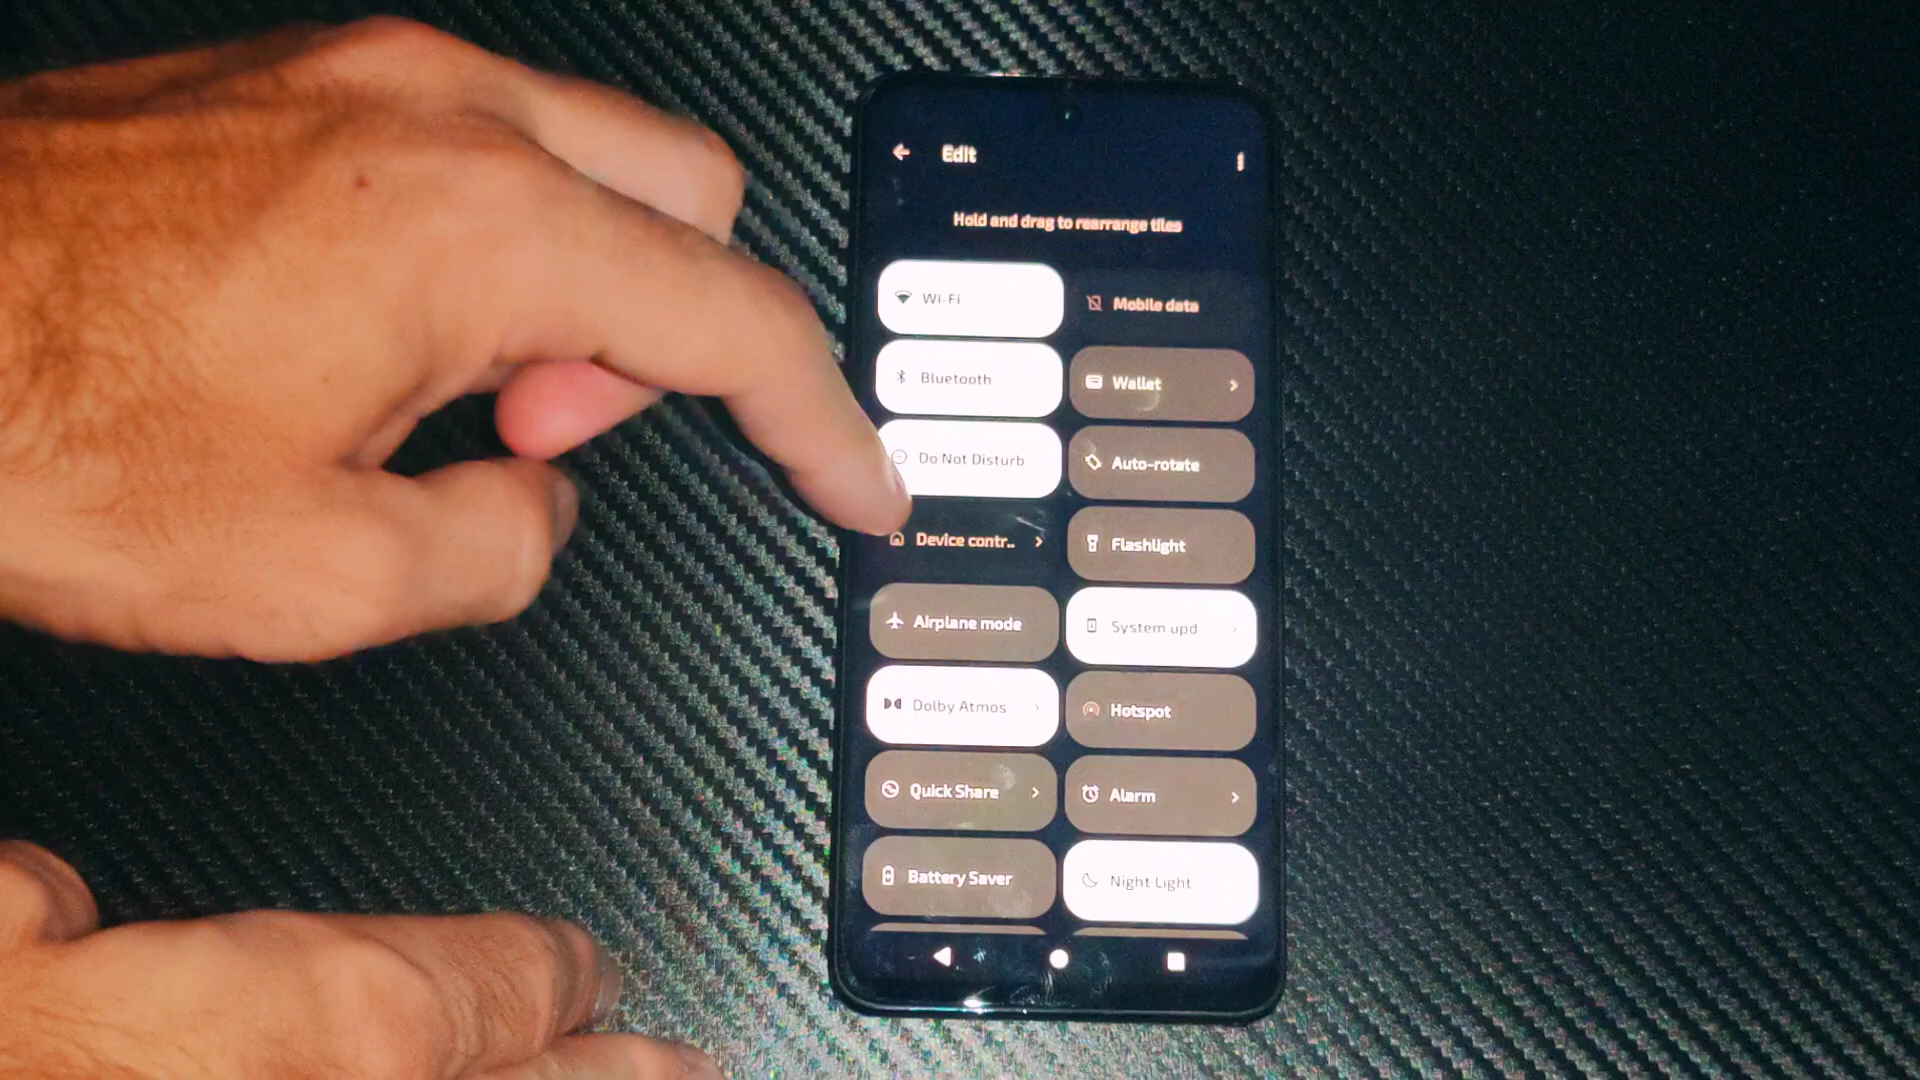 Edit
Hold and drag to rearrange tiles
Wi-Fi
Mobile data
Bluetooth
Wallet
Do Not Disturb
Auto-rotate
Device contr..
Flashlight
Airplane mode
System upd
Dolby Atmos
Hotspot
Quick Share
Alarm
Battery Saver
Night Light